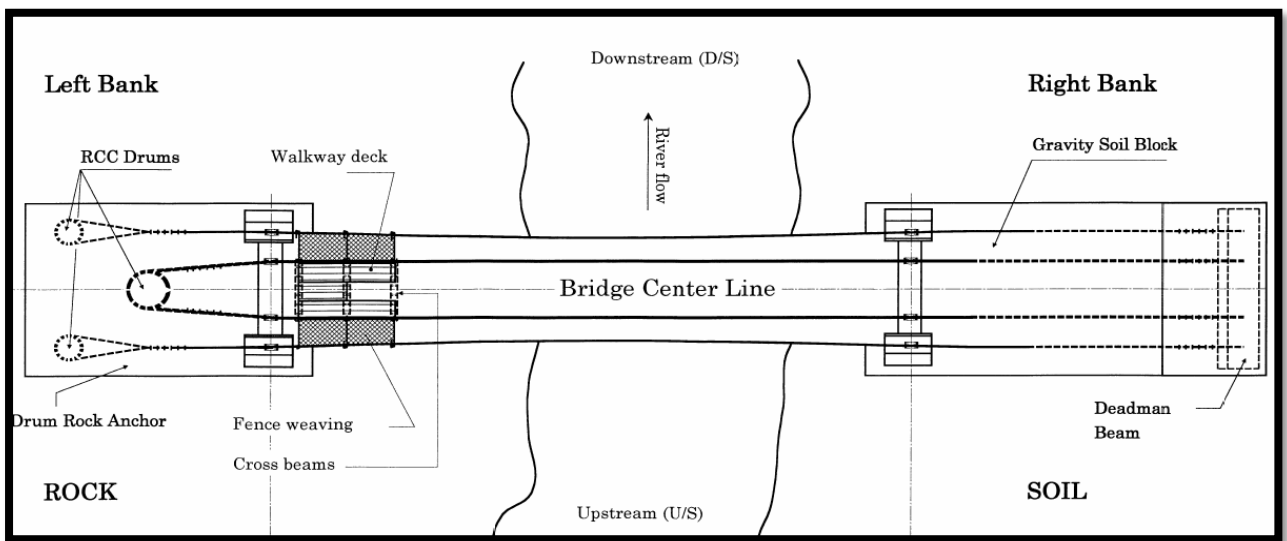 Downstream (D/S)
Left Bank
Right Bank
RCC Drums
Walkway deck
River flow
Gravity Soil Block
Bridge Center Line
Drum Rock Anchor
Fence weaving
Cross beams
Deadman
Beam
ROCK
SOIL
Upstream (U/S)